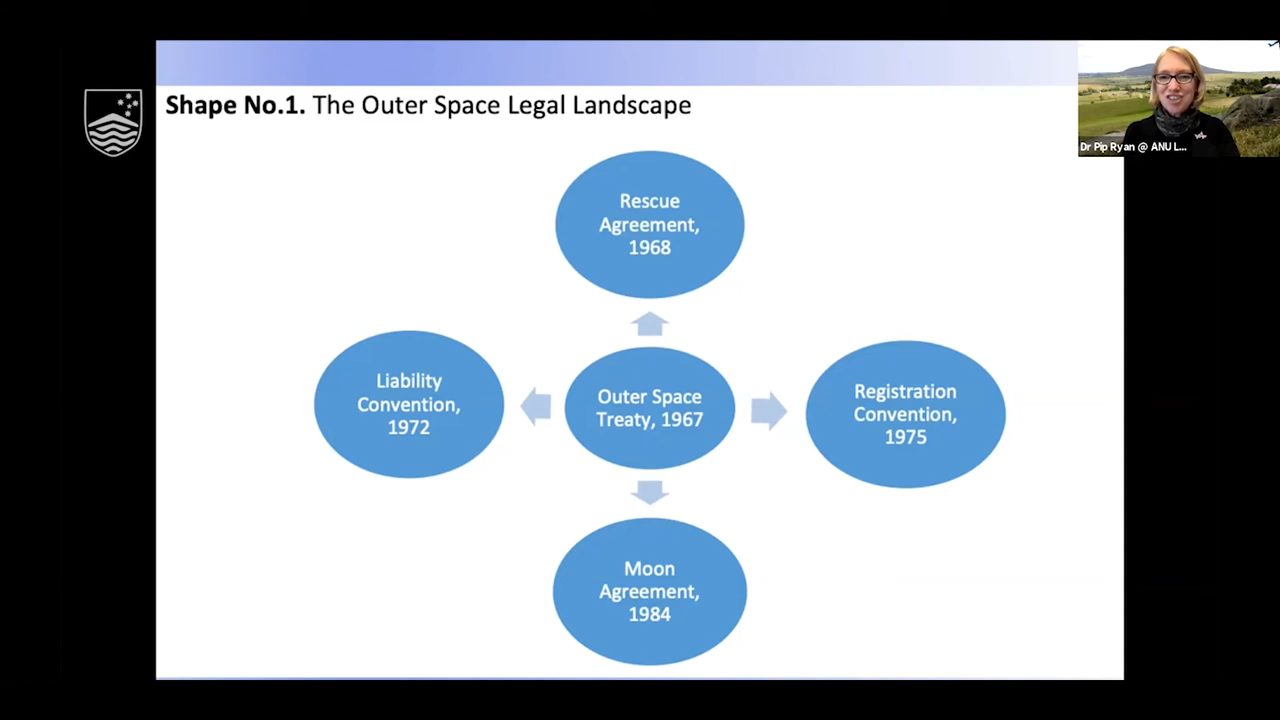 Shape No.1. The Outer Space Legal Landscape
Dr Pip Ryan @ ANU L...
Rescue
Agreement,
1968
Liability
Convention,
1972
Outer Space
Treaty, 1967
Registration
Convention,
1975
Moon
Agreement,
1984